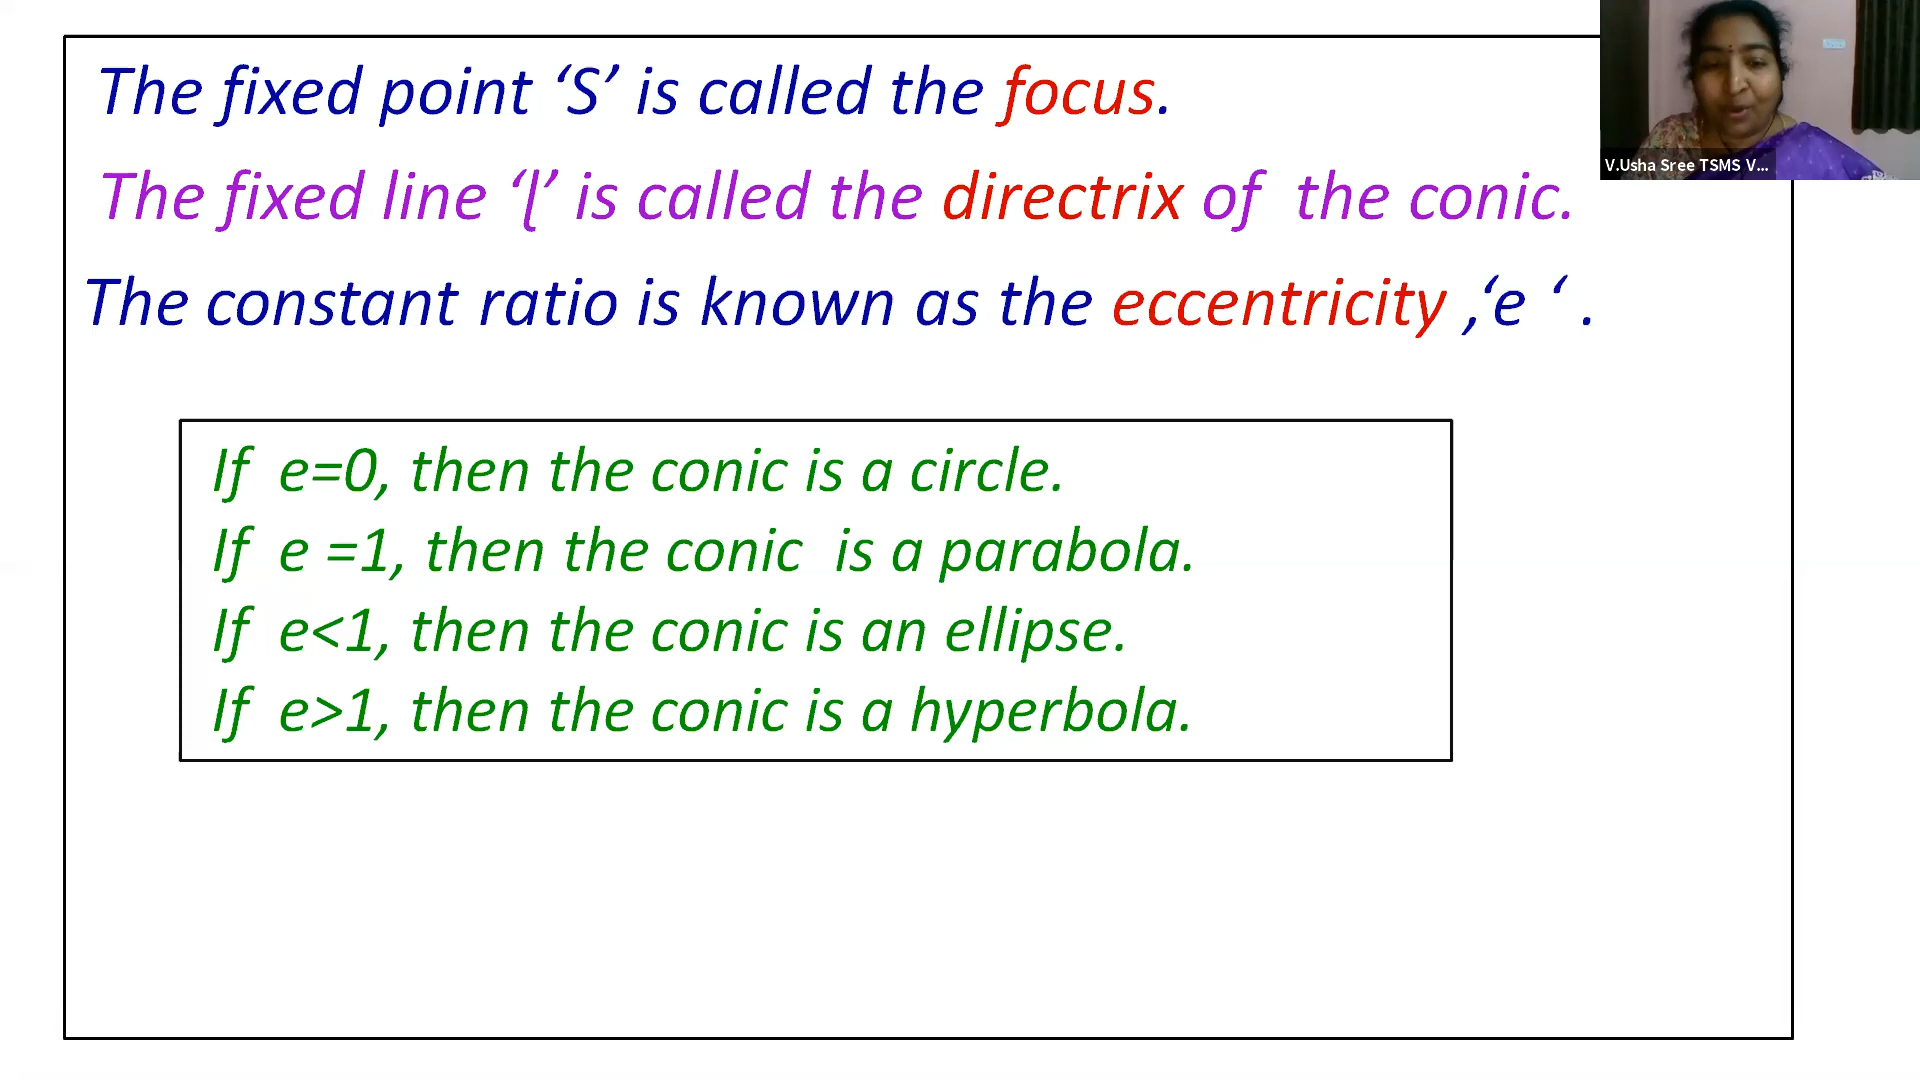 The fixed point ‘S’ is called the focus.
The fixed line ‘l’ is called the directrix of the conic.
The constant ratio is known as the eccentricity ,‘e ‘ .
If e=0, then the conic is a circle.
If e =1, then the conic is a parabola.
If e<1, then the conic is an ellipse.
If e>1, then the conic is a hyperbola.
V.Usha Sree TSMS V...